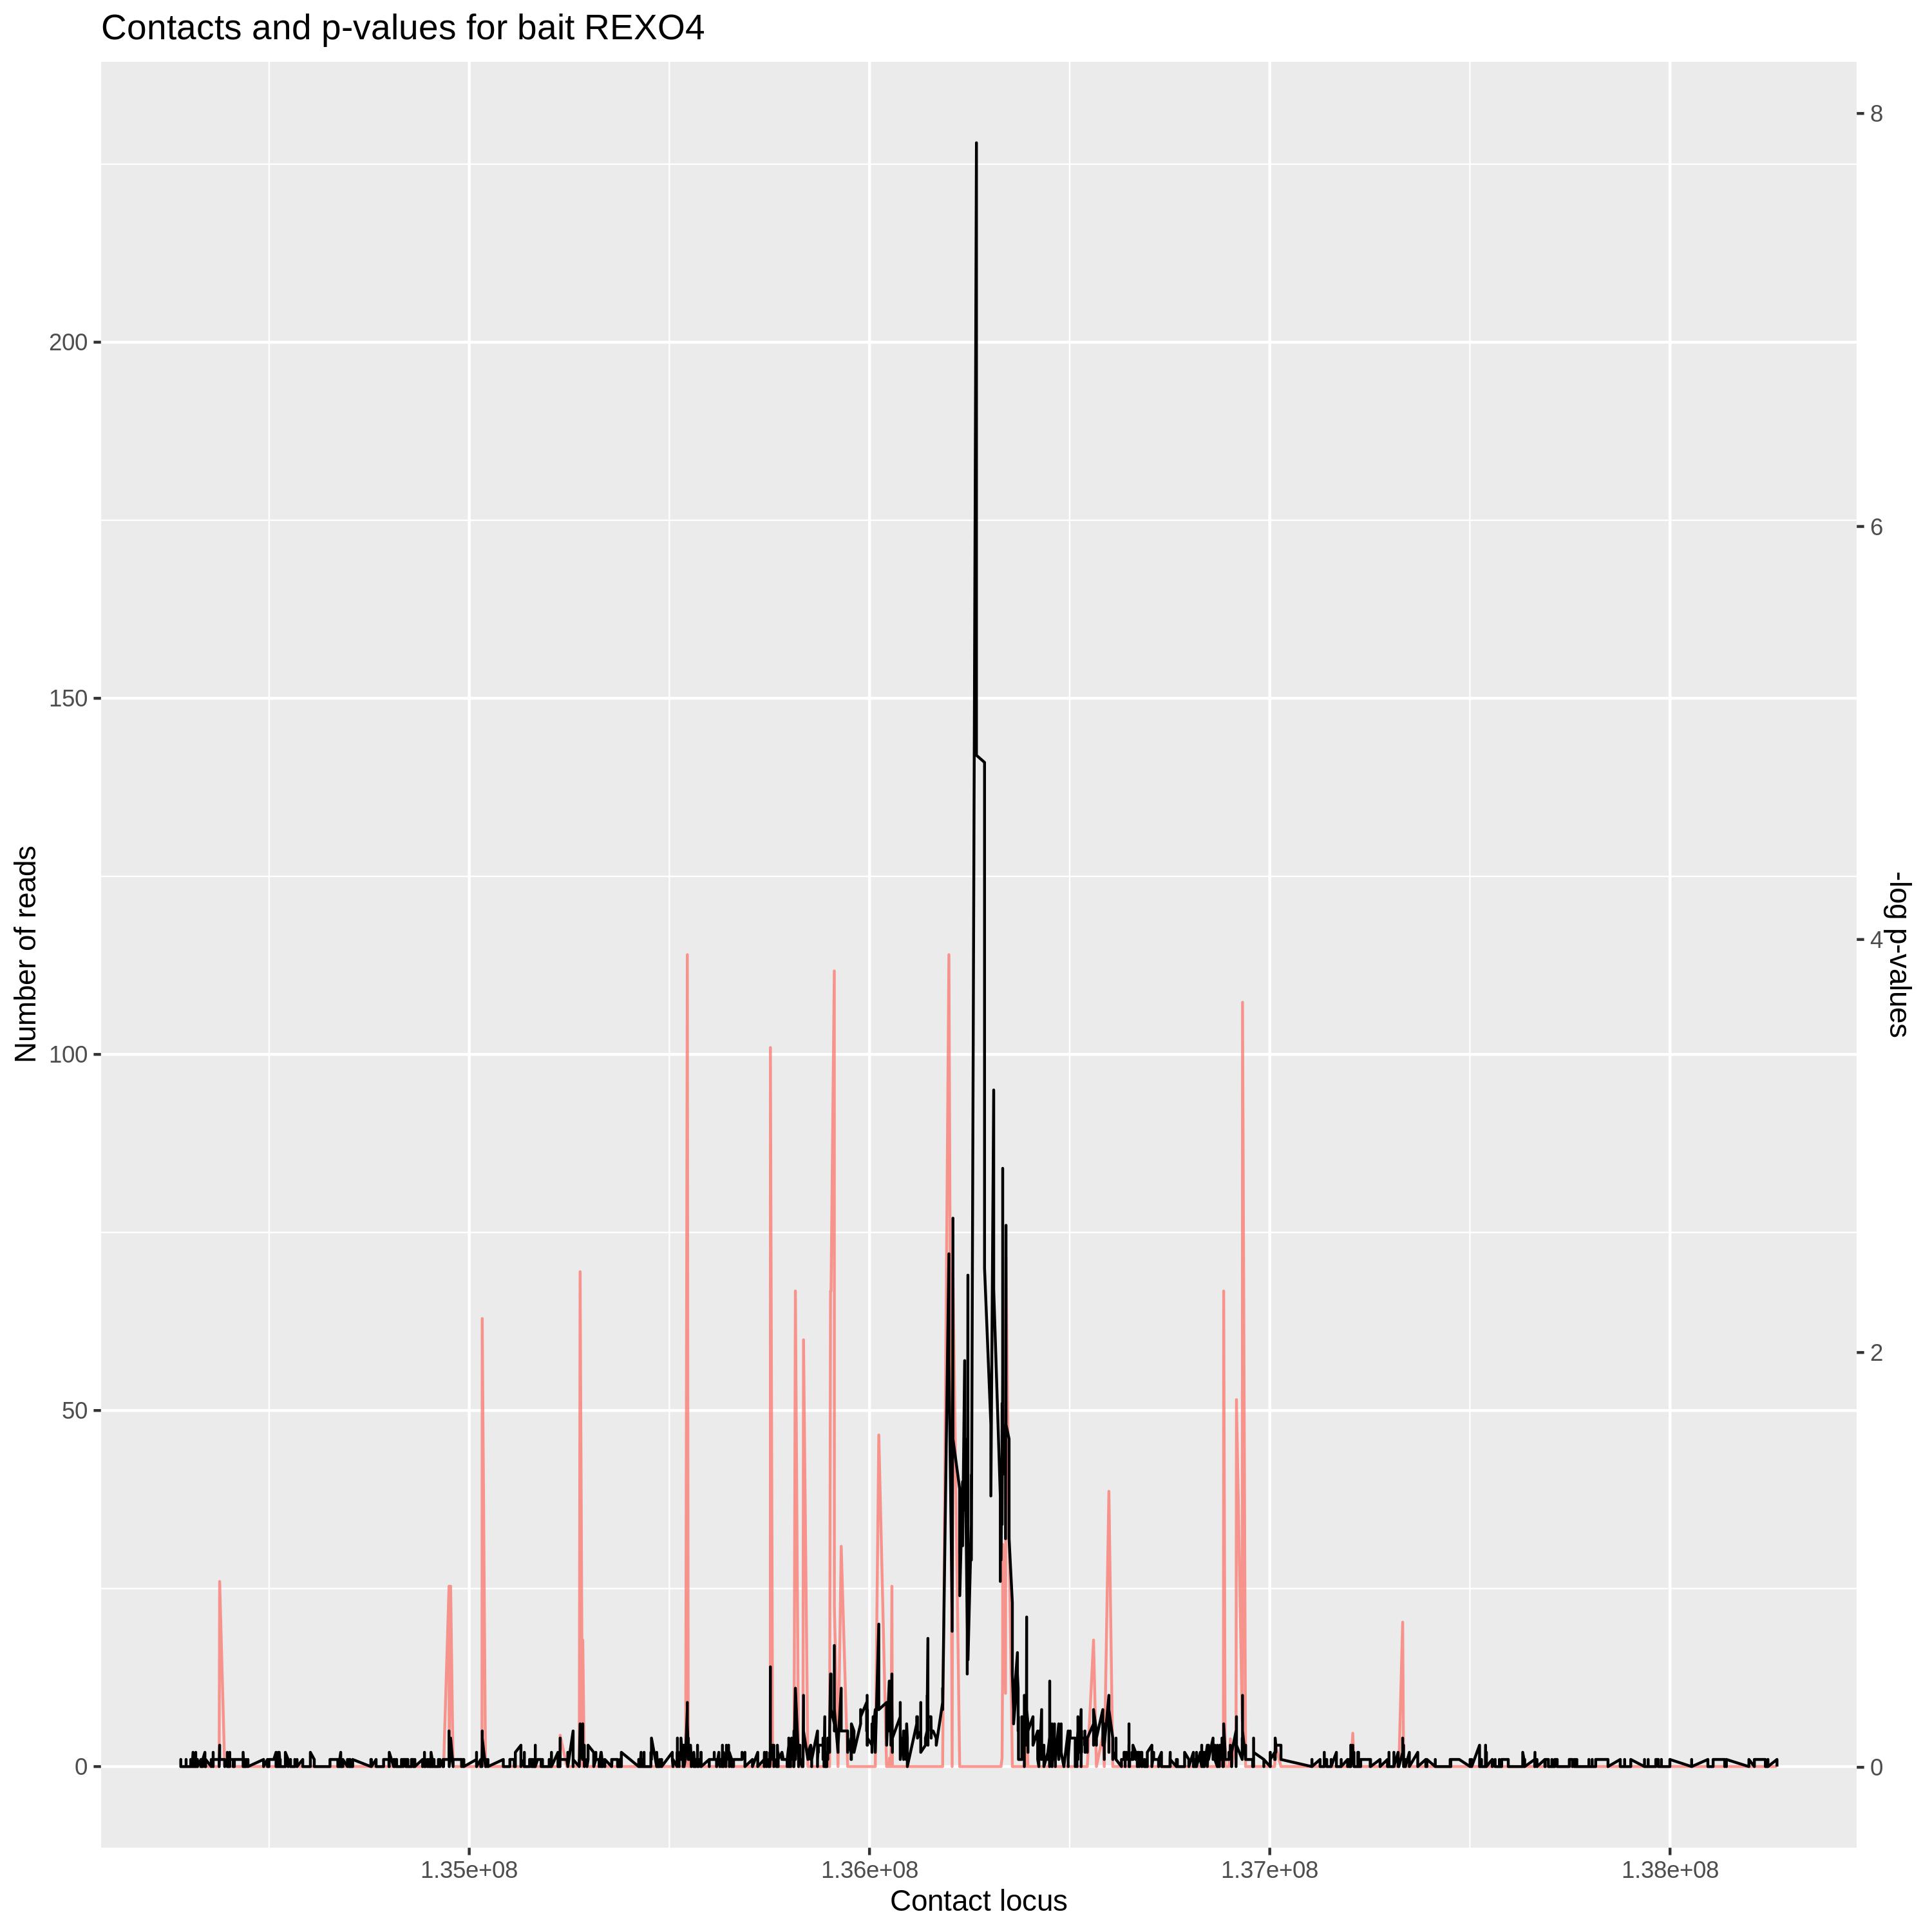 Contacts and p-values for bait REXO4
Number of reads
200
150
100
50
0
8
6
4
2
0
-log p-values
1.35e+08
1.36e+08
1.37e+08
1.38e+08
Contact locus